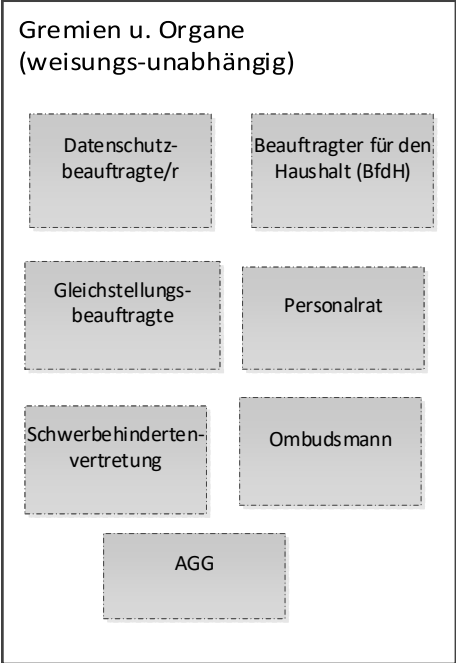 Gremien u. Organe
(weisungs-unabhängig)
Datenschutz-
beauftragte/r
Beauftragter für den
Haushalt (BfdH)
Gleichstellungs-
beauftragte
Personalrat
Schwerbehinderten-
vertretung
Ombudsmann
AGG